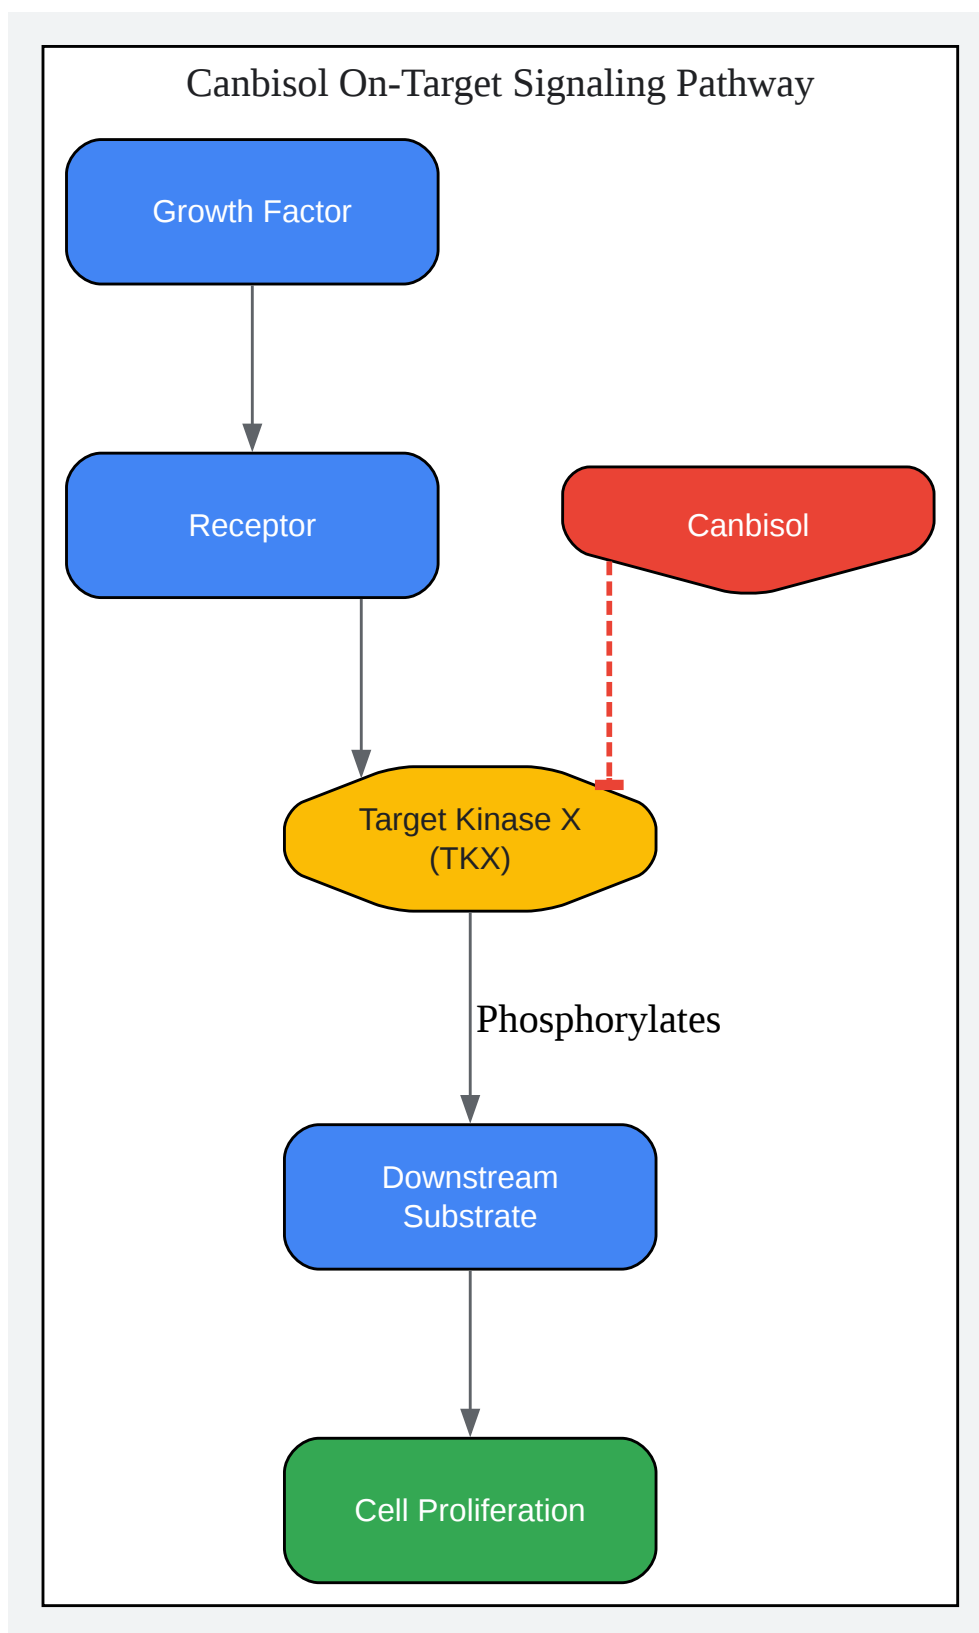 Canbisol On-Target Signaling Pathway
Growth Factor
Receptor
Canbisol
Target Kinase X
(TKX)
Phosphorylates
Downstream
Substrate
Cell Proliferation